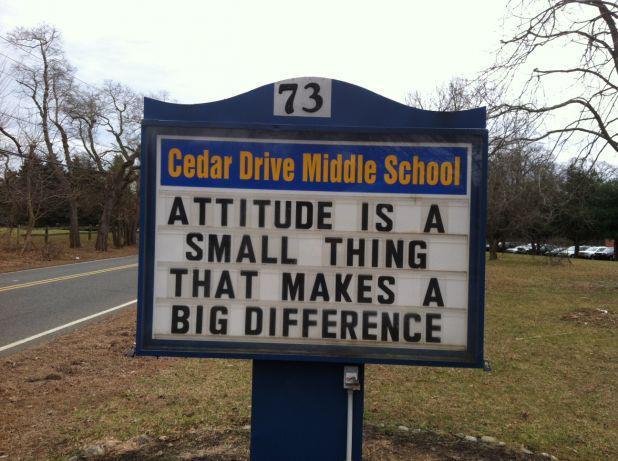 73
Cedar Drive Middle School
ATTITUDE IS A
SMALL THING
THAT MAKES A
BIG DIFFERENCE